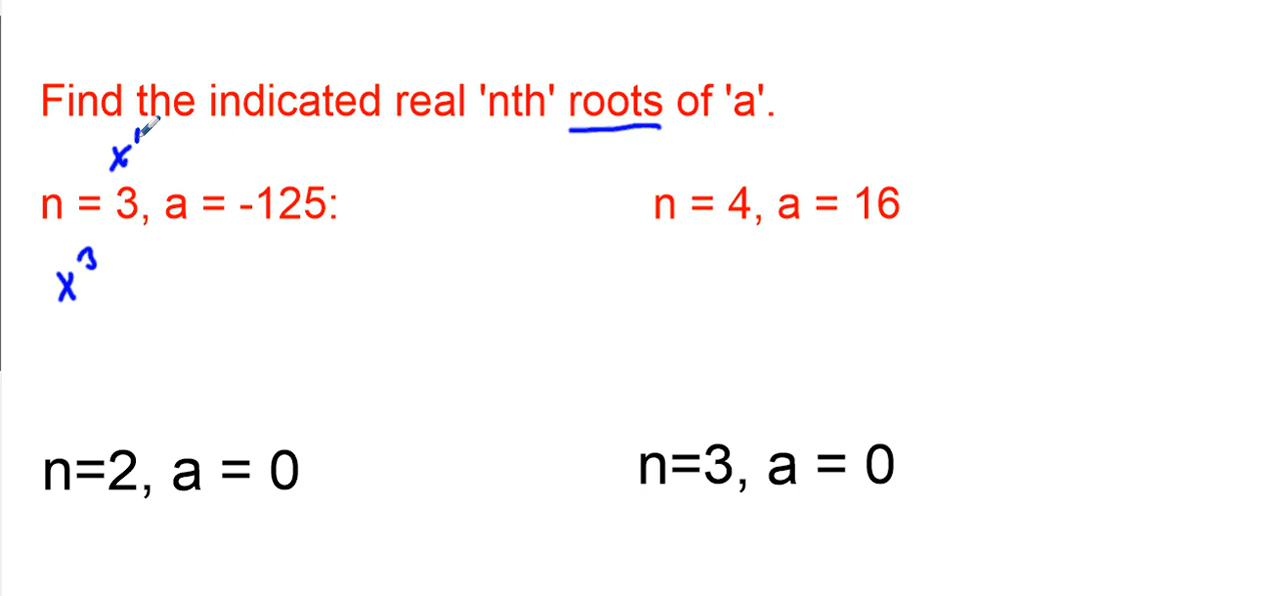 Find the indicated real 'nth' roots of 'a'.
x
n = 3, a = -125:
n = 4, a = 16
x³
n=2, a = 0
n=3, a = 0